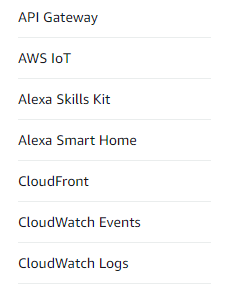 API Gateway
AWS IoT
Alexa Skills Kit
Alexa Smart Home
CloudFront
CloudWatch Events
CloudWatch Logs